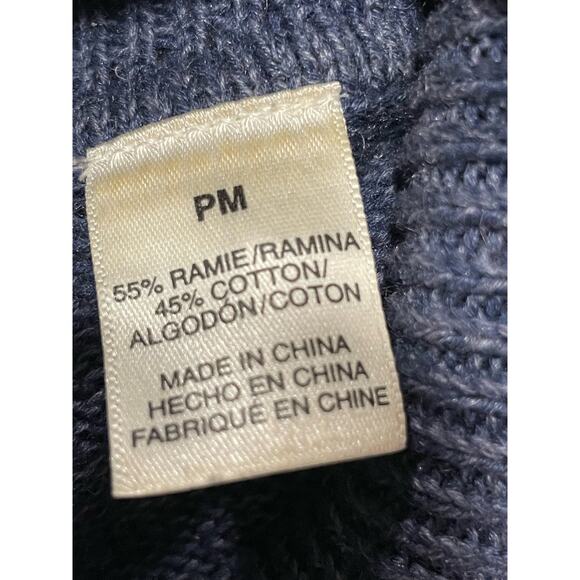 PM
55% RAMIE/RAMINA
45% COTTON/
ALGODÓN/COTON
MADE IN CHINA
HECHO EN CHINA
FABRIQUÉ EN CHINE